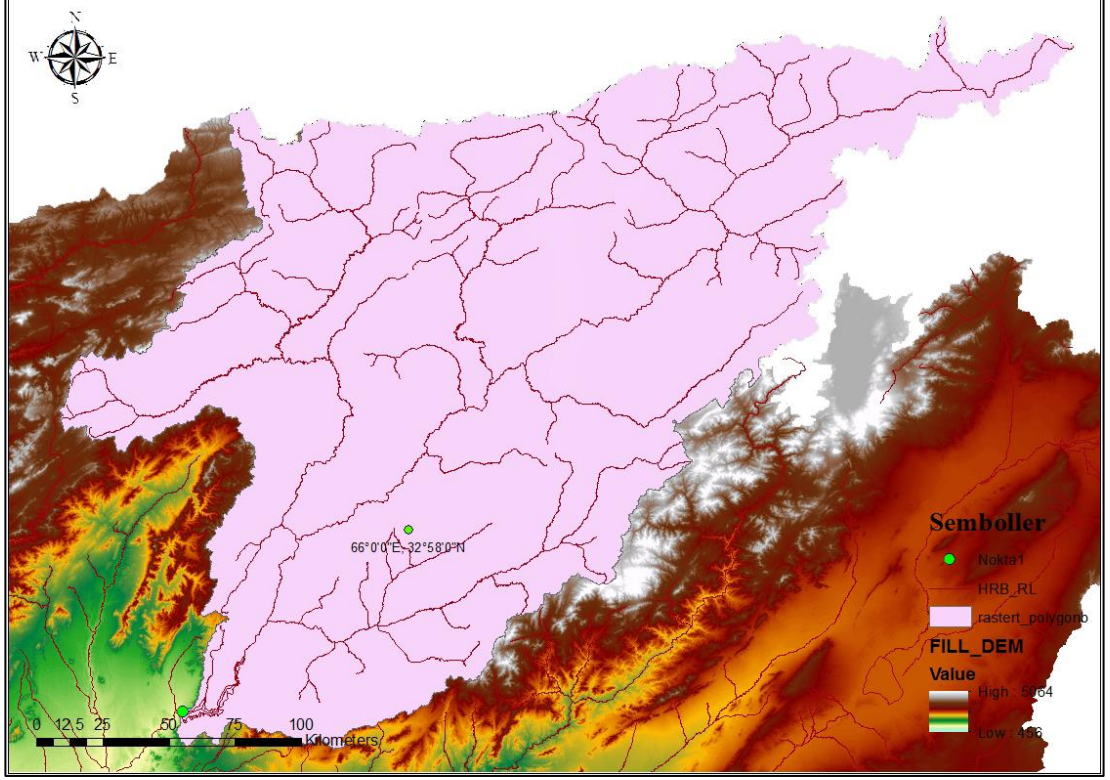 N
W E
S
66°0'0"E, 32°58'0"N
Semboller
Nokta1
HRB_RL
rastert_polygon5
FILL_DEM
Value
High : 5064
Low : 456
0 12.5 25 50 75 100
Kilometers